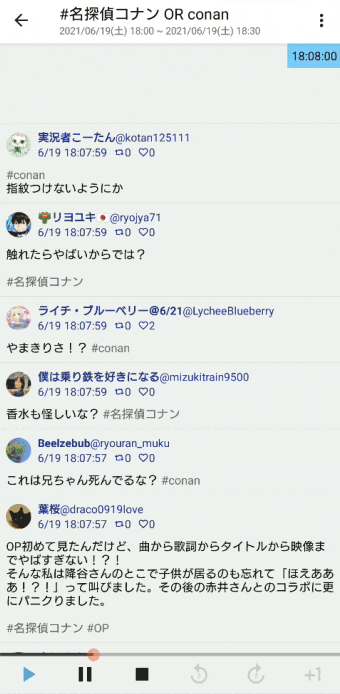 #名探偵コナン OR conan
2021/06/19(土) 18:00 ~ 2021/06/19(土) 18:30
18:08:00
実況者こーたん@kotan125111
6/19 18:07:59 0 0
#conan
指紋つけないようにか
リヨユキ@ryojya71
6/19 18:07:59 0 0
触れたらやばいからでは？
#名探偵コナン
ライチ・ブルーベリー@6/21@LycheeBlueberry
6/19 18:07:59 0 2
やまきりさ！？ #conan
僕は乗り鉄を好きになる@mizukitrain9500
6/19 18:07:59 0 0
香水も怪しいな？ #名探偵コナン
Beelzebub@ryouran_muku
6/19 18:07:57 0 0
これは兄ちゃん死んでるな？ #conan
葉桜@draco0919love
6/19 18:07:57 0 0
OP初めて見たんだけど、曲から歌詞からタイトルから映像ま
でやばすぎない！？！
そんな私は降谷さんのとこで子供が居るのも忘れて「ほえああ
あ！？！」って叫びました。その後の赤井さんとのコラボに更
にパニクりました。
#名探偵コナン #OP
5 7 +1